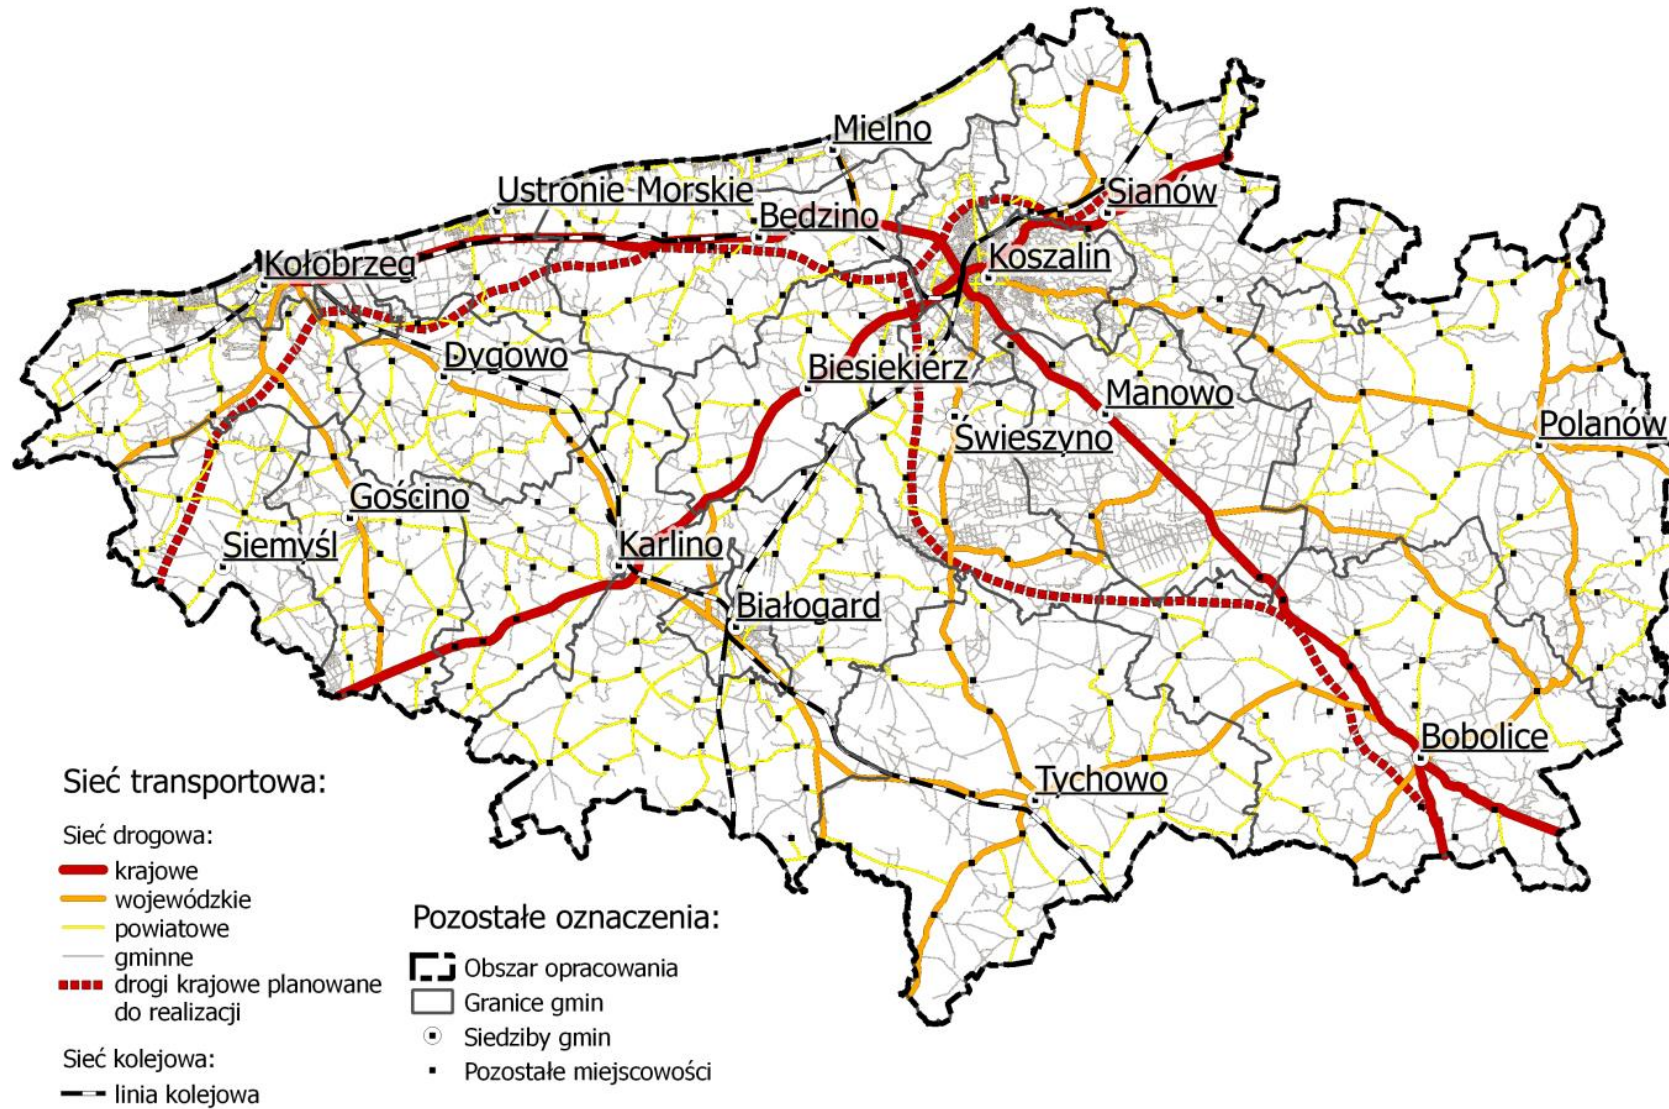 Mielno
Ustronie Morskie
Będzino
Sianów
Kołobrzeg
Koszalin
Dygowo
Biesiekierz
Manowo
Świeszyno
Polanów
Gościno
Siemyśl
Karlino
Białogard
Bobolice
Tychowo
Sieć transportowa:
Sieć drogowa:
krajowe
wojewódzkie
powiatowe
gminne
drogi krajowe planowane
do realizacji
Sieć kolejowa:
linia kolejowa
Pozostałe oznaczenia:
Obszar opracowania
Granice gmin
Siedziby gmin
Pozostałe miejscowości